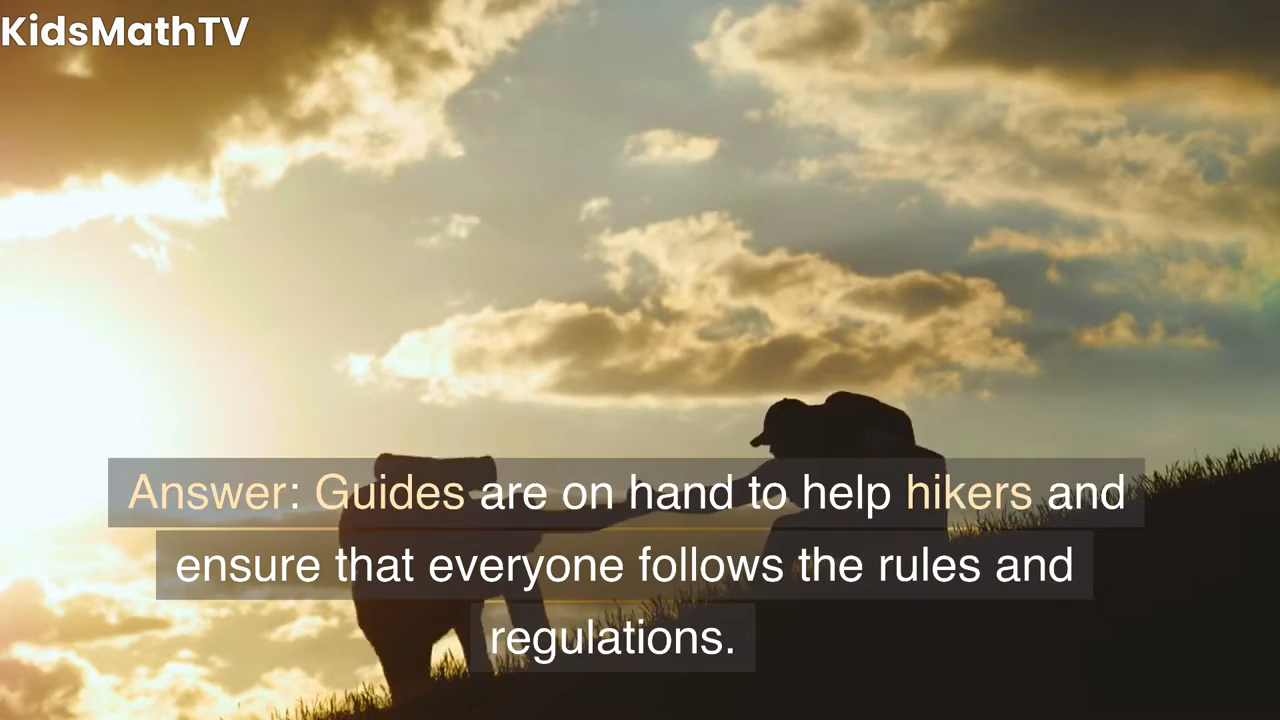 KidsMathTV
Answer: Guides are on hand to help hikers and
ensure that everyone follows the rules and
regulations.